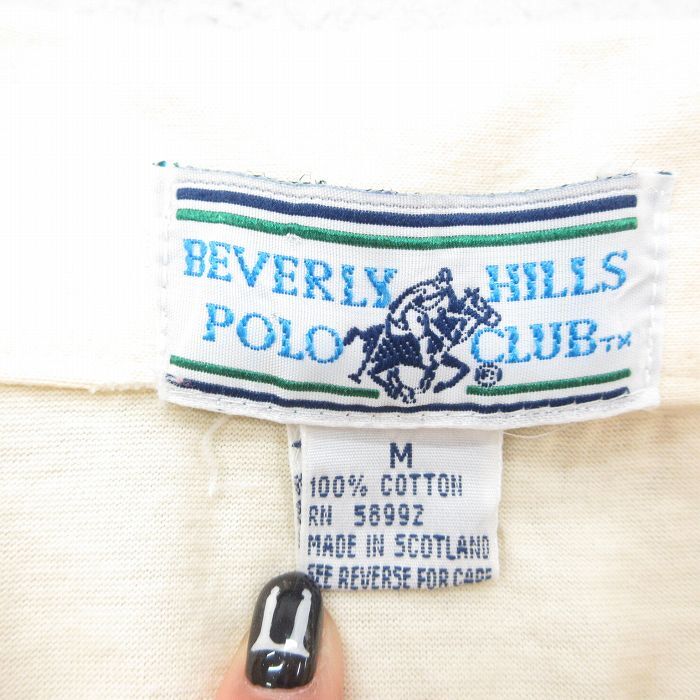 BEVERLY HILLS
POLO CLUB™
®
M
100% COTTON
RN 58992
MADE IN SCOTLAND
SEE REVERSE FOR CARE